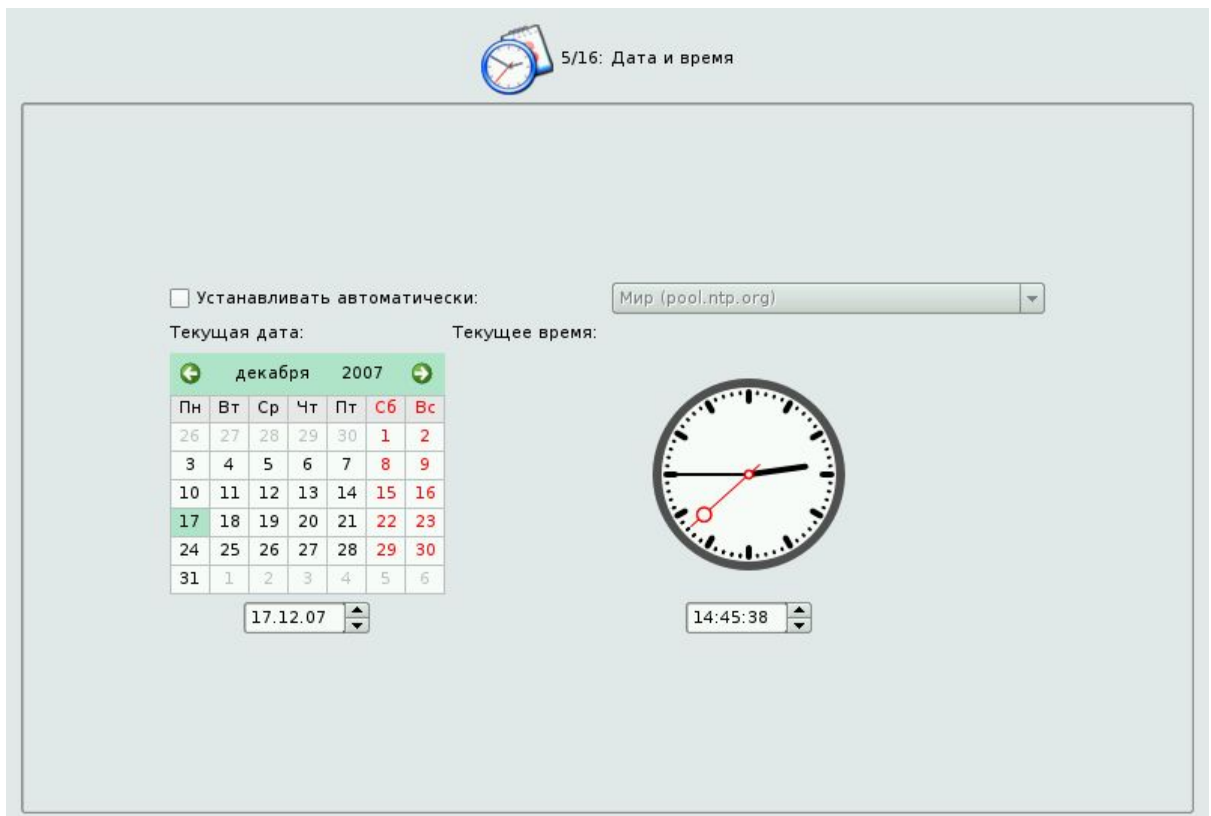 5/16: Дата и время
Устанавливать автоматически: Мир (pool.ntp.org)
Текущая дата: Текущее время:
декабря 2007
Пн Вт Ср Чт Пт Сб Вс
26 27 28 29 30 1 2
3 4 5 6 7 8 9
10 11 12 13 14 15 16
17 18 19 20 21 22 23
24 25 26 27 28 29 30
31 1 2 3 4 5 6
17.12.07 14:45:38